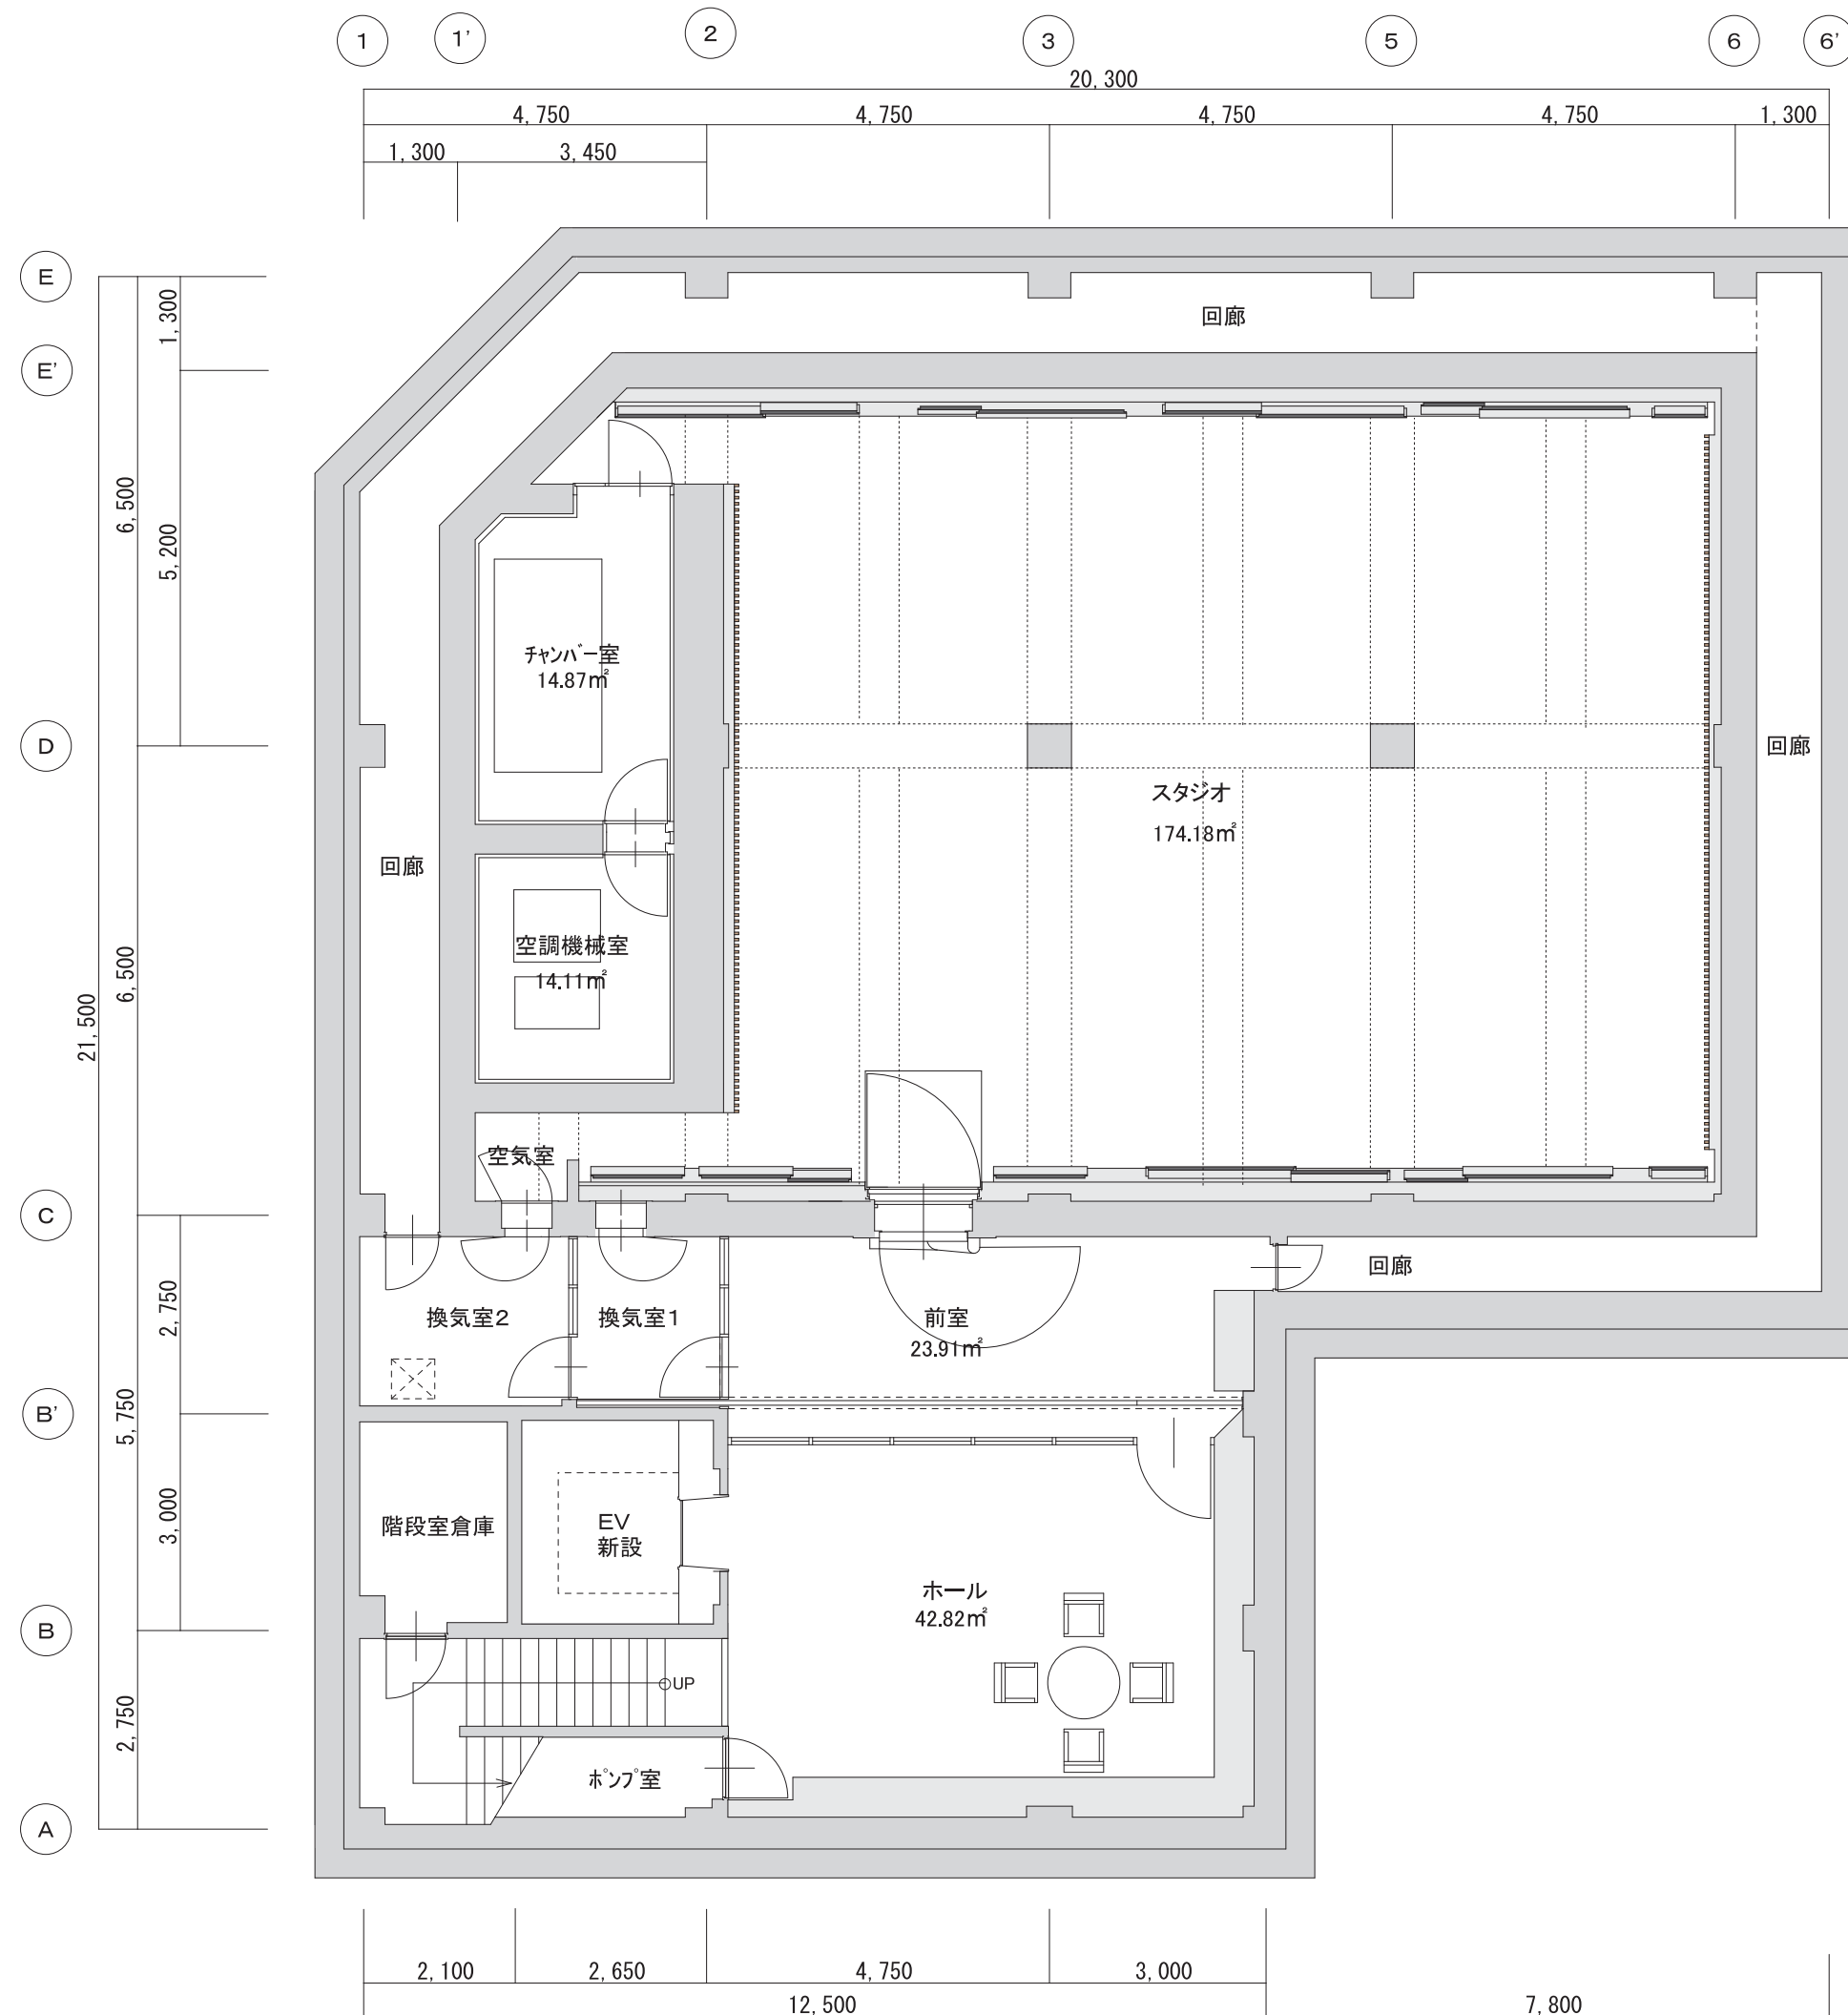 1
1'
2
3
5
6
6'
20,300
4,750
4,750
4,750
4,750
1,300
1,300
3,450
E
E'
D
C
B'
B
A
1,300
5,200
6,500
6,500
21,500
2,750
5,750
3,000
2,750
回廊
チャンバー室
14.87㎡
回廊
スタジオ
174.18㎡
回廊
空調機械室
14.11㎡
空気室
回廊
換気室2
換気室1
前室
23.91㎡
階段室倉庫
EV
新設
ホール
42.82㎡
UP
ポンプ室
2,100
2,650
4,750
3,000
12,500
7,800